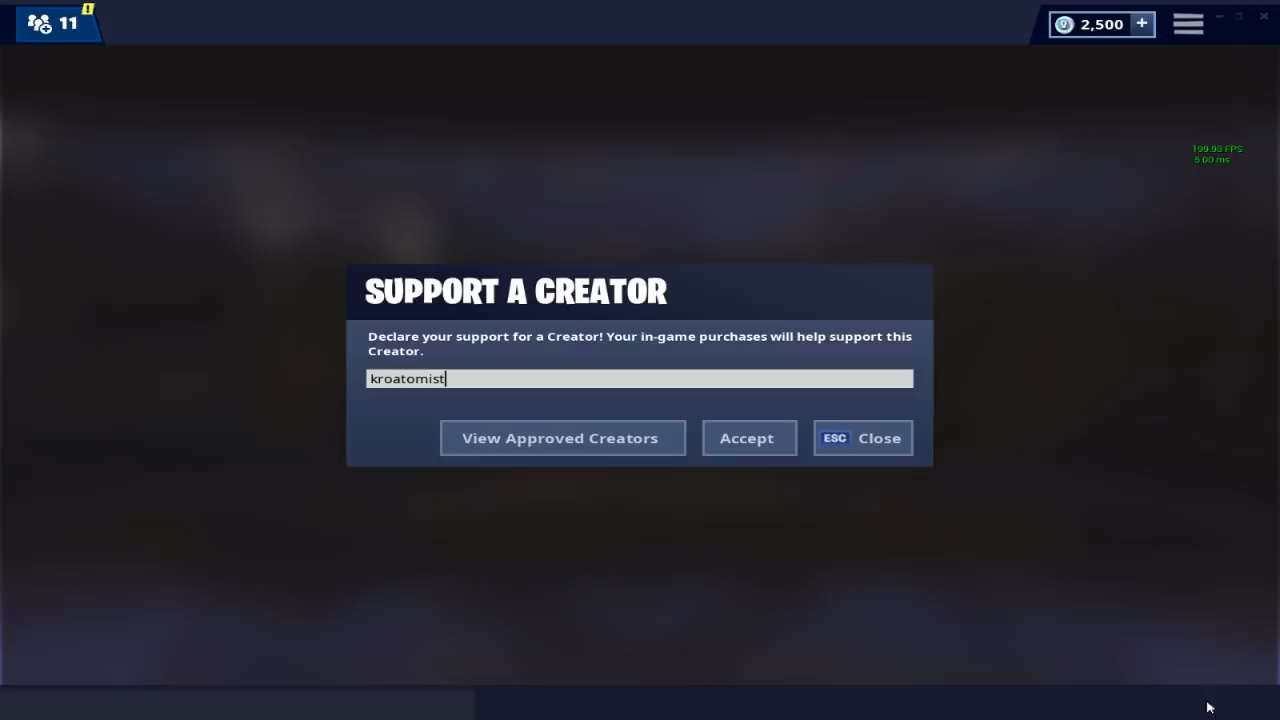 11
!
2,500 +
199.93 FPS
5.00 ms
SUPPORT A CREATOR
Declare your support for a Creator! Your in-game purchases will help support this
Creator.
kroatomist
View Approved Creators
Accept
ESC Close